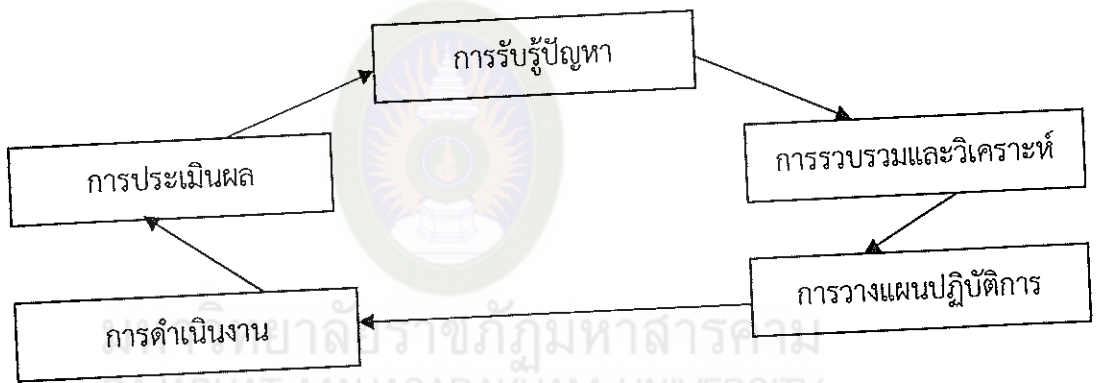 การรับรู้ปัญหา
การรวบรวมและวิเคราะห์
การวางแผนปฏิบัติการ
การดำเนินงาน
การประเมินผล
มหาวิทยาลัยราชภัฏมหาสารคาม